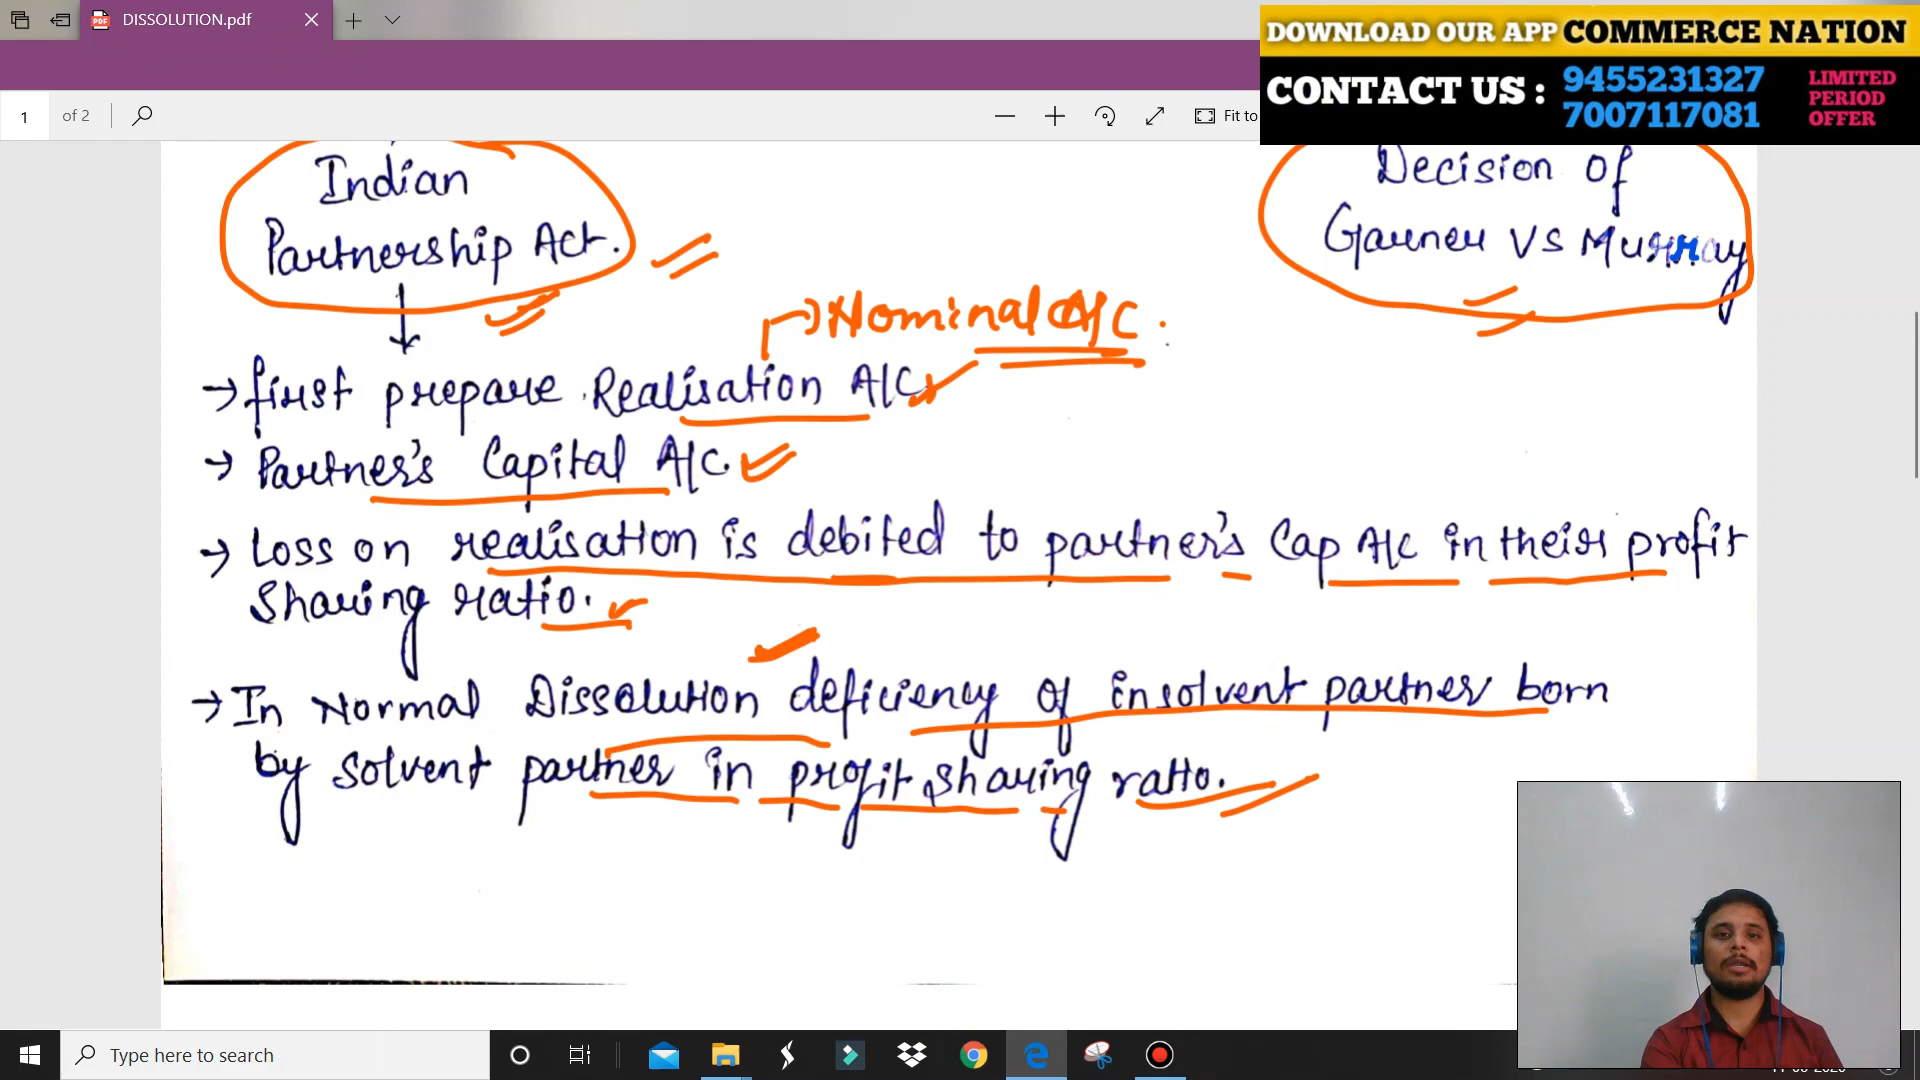 DISSOLUTION.pdf
DOWNLOAD OUR APP COMMERCE NATION
CONTACT US : 9455231327
7007117081
LIMITED
PERIOD
OFFER
1 of 2
Fit to
Indian
Partnership Act.
Decision of
Garner VS Murray
Nominal A/C.
→ first prepare Realisation A/C
→ Partner's Capital A/C.
→ Loss on realisation is debited to partner's Cap A/C in their profit
Sharing ratio.
→ In Normal Dissolution deficiency of insolvent partner born
by solvent partner in profit sharing ratio.
Type here to search